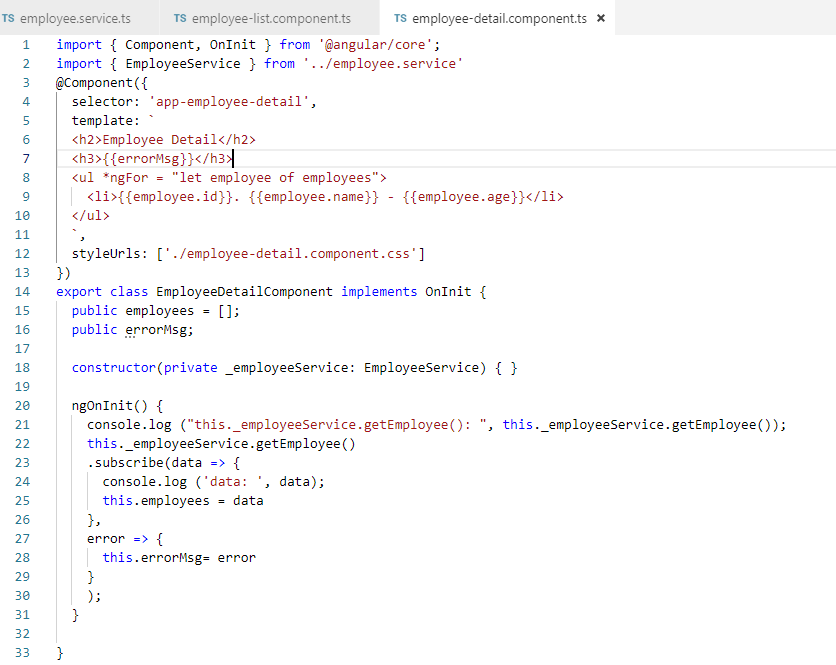 TS employee.service.ts TS employee-list.component.ts TS employee-detail.component.ts ×
1 import { Component, OnInit } from '@angular/core';
2 import { EmployeeService } from '../employee.service'
3 @Component({
4   selector: 'app-employee-detail',
5   template: `
6   <h2>Employee Detail</h2>
7   <h3>{{errorMsg}}</h3>
8   <ul *ngFor = "let employee of employees">
9     <li>{{employee.id}}. {{employee.name}} - {{employee.age}}</li>
10   </ul>
11   `,
12   styleUrls: ['./employee-detail.component.css']
13 })
14 export class EmployeeDetailComponent implements OnInit {
15   public employees = [];
16   public errorMsg;
17
18   constructor(private _employeeService: EmployeeService) { }
19
20   ngOnInit() {
21     console.log ("this._employeeService.getEmployee(): ", this._employeeService.getEmployee());
22     this._employeeService.getEmployee()
23     .subscribe(data => {
24       console.log ('data: ', data);
25       this.employees = data
26     },
27     error => {
28       this.errorMsg= error
29     }
30     );
31   }
32
33 }